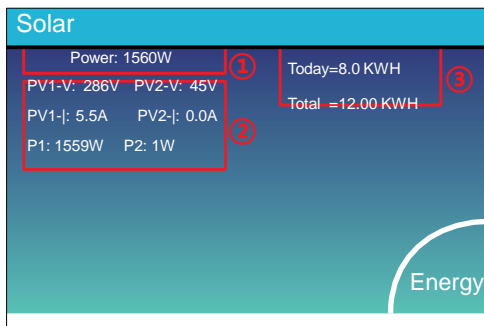 Solar
Power: 1560W
①
PV1-V: 286V PV2-V: 45V
PV1-|: 5.5A PV2-|: 0.0A
②
P1: 1559W P2: 1W
Today=8.0 KWH
③
Total =12.00 KWH
Energy